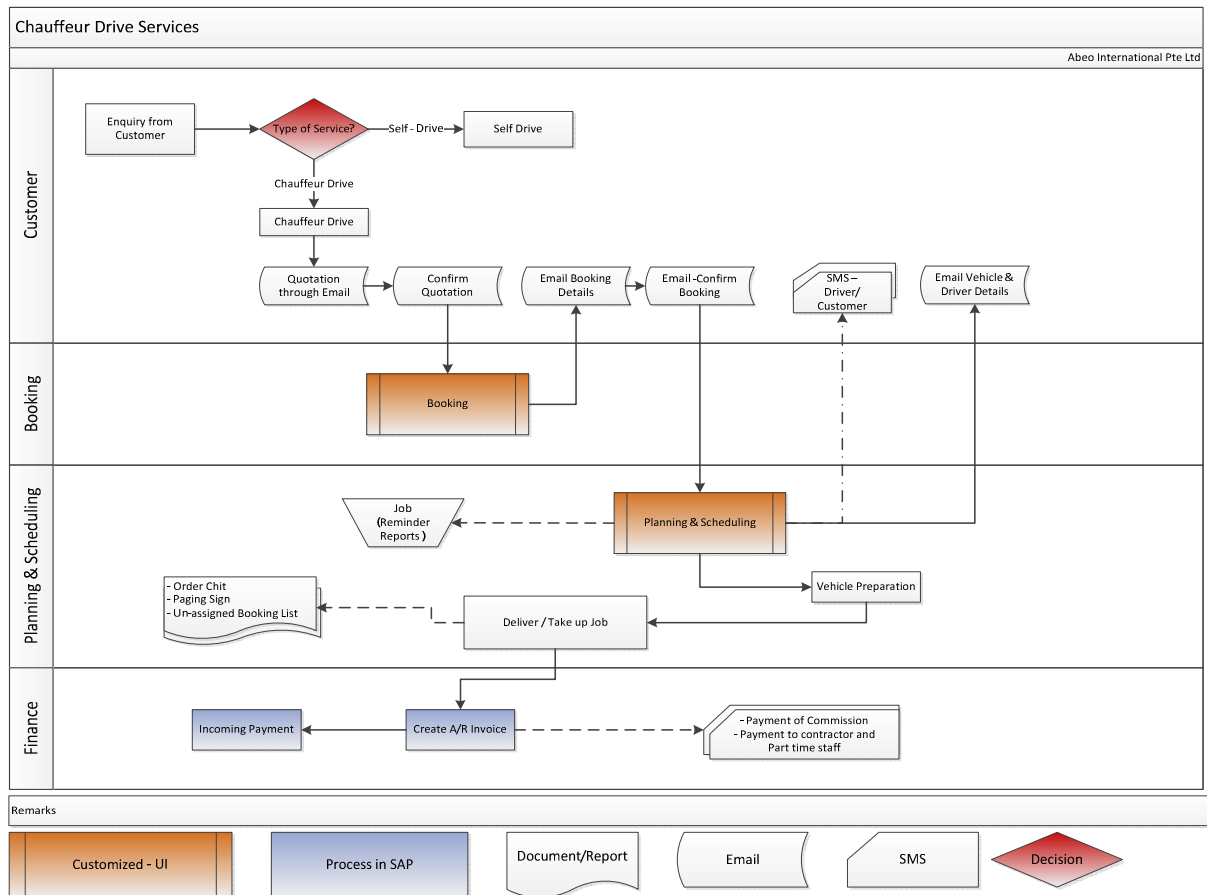 Chauffeur Drive Services
Abeo International Pte Ltd
Customer
Enquiry from
Customer
Type of Service?
Self - Drive
Self Drive
Chauffeur Drive
Chauffeur Drive
Quotation
through Email
Confirm
Quotation
Email Booking
Details
Email -Confirm
Booking
SMS –
Driver/
Customer
Email Vehicle &
Driver Details
Booking
Booking
Planning & Scheduling
Job
(Reminder
Reports )
Planning & Scheduling
Vehicle Preparation
- Order Chit
- Paging Sign
- Un-assigned Booking List
Deliver / Take up Job
Finance
Incoming Payment
Create A/R Invoice
- Payment of Commission
- Payment to contractor and
Part time staff
Remarks
Customized - UI
Process in SAP
Document/Report
Email
SMS
Decision